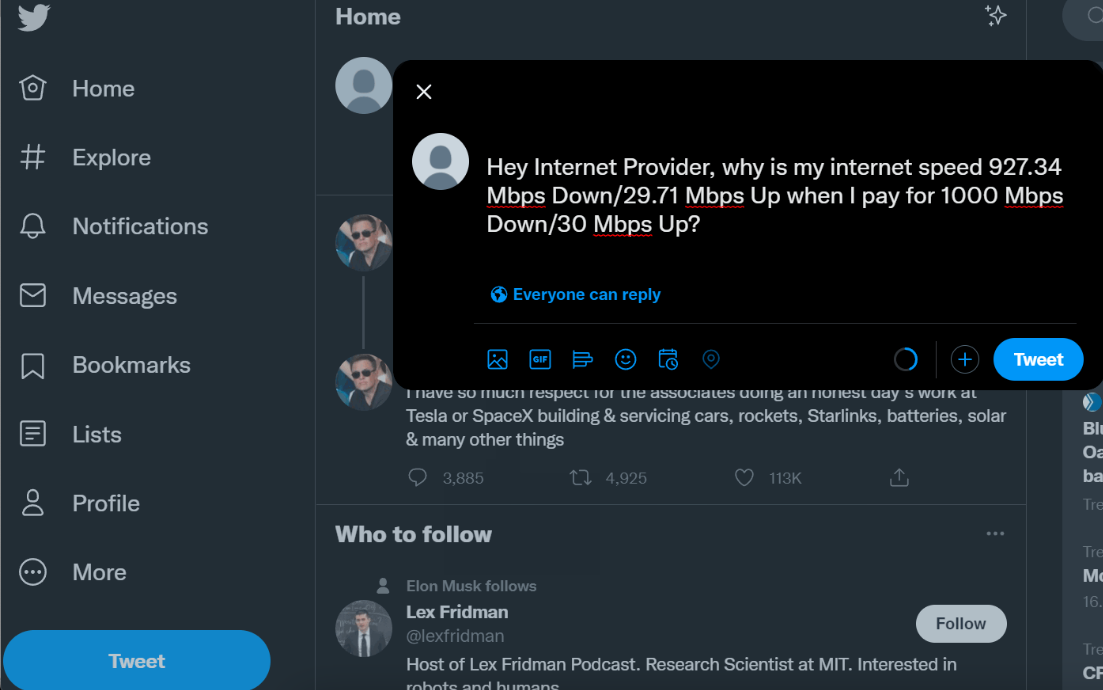 Home
Home
Explore
Notifications
Messages
Bookmarks
Lists
Profile
More
Tweet
Hey Internet Provider, why is my internet speed 927.34
Mbps Down/29.71 Mbps Up when I pay for 1000 Mbps
Down/30 Mbps Up?
Everyone can reply
GIF
Tweet
I have so much respect for the associates doing an honest day's work at
Tesla or SpaceX building & servicing cars, rockets, Starlinks, batteries, solar
& many other things
3,885
4,925
113K
Who to follow
Elon Musk follows
Lex Fridman
@lexfridman
Follow
Host of Lex Fridman Podcast. Research Scientist at MIT. Interested in
robots and humans.
Tre
Tre
16.
Tre